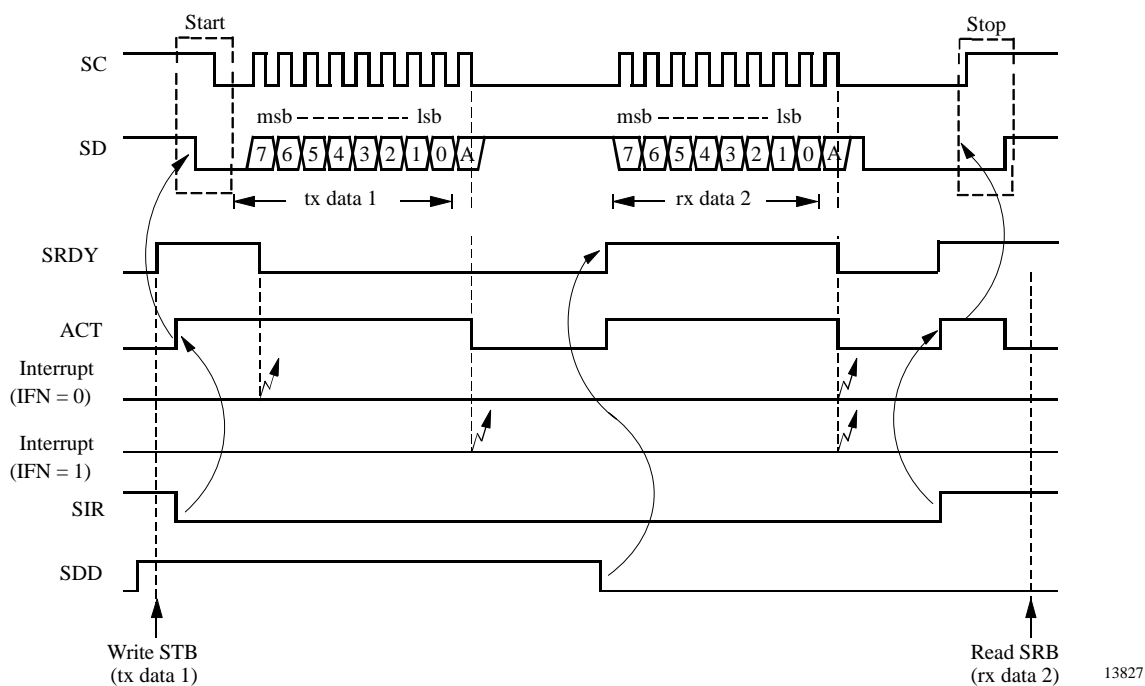 Start
Stop
SC
msb lsb
msb lsb
SD
7 6 5 4 3 2 1 0 A
7 6 5 4 3 2 1 0 A
tx data 1
rx data 2
SRDY
ACT
Interrupt
(IFN = 0)
Interrupt
(IFN = 1)
SIR
SDD
Write STB
(tx data 1)
Read SRB
(rx data 2)
13827